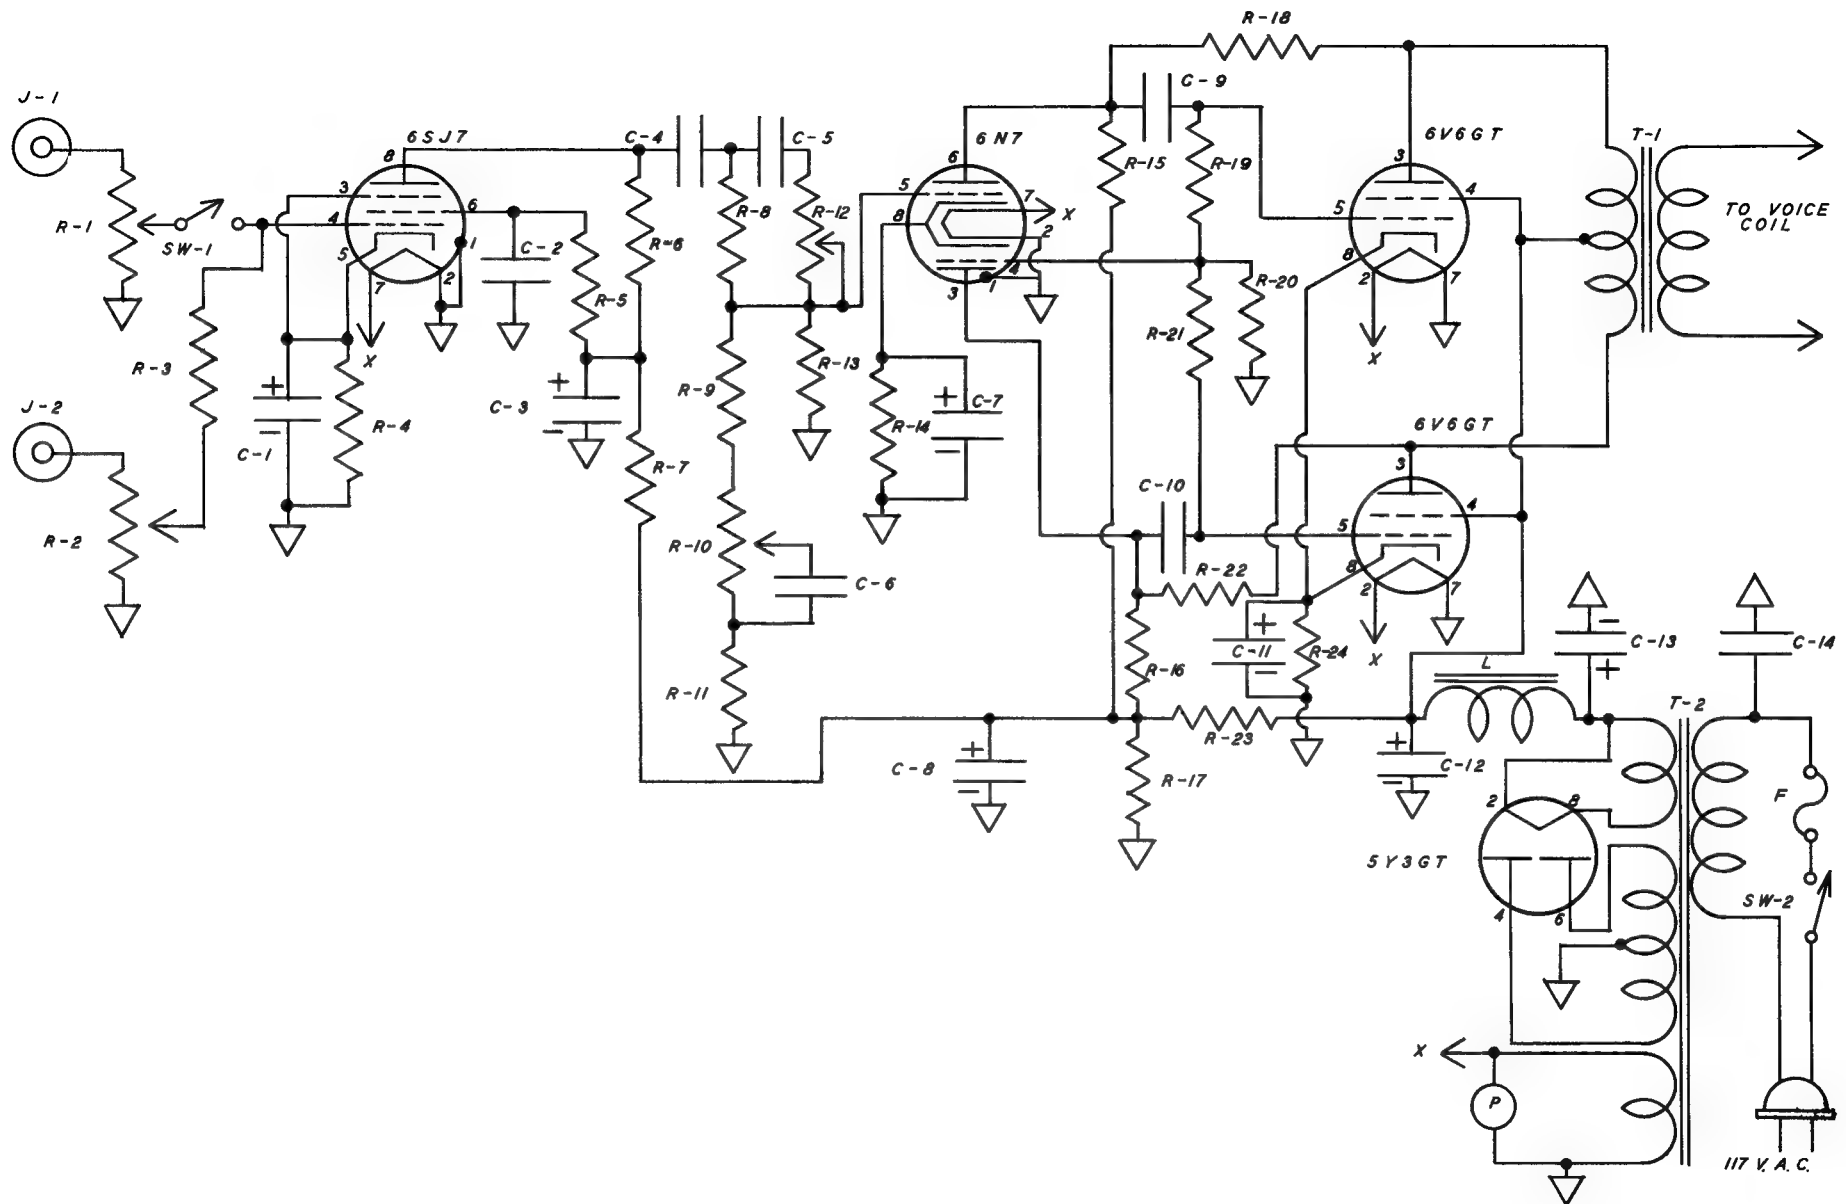 R-18
J-1
C-9
6SJ7
C-4
C-5
6N7
6V6GT
T-1
8
6
3
R-15
R-19
3
4
6
5
7
4
R-1
SW-1
4
R-8
R-12
8
X
5
TO VOICE
COIL
5
1
C-2
R-6
2
8
7
2
R-5
4
1
3
R-20
2
7
R-21
X
X
R-3
R-13
+
R-9
+
C-3
+
C-7
J-2
R-4
R-14
6V6GT
-
-
-
C-1
R-7
3
C-10
4
5
R-2
R-10
R-22
8
C-6
2
7
-
C-13
C-14
+
C-11
R-24
X
L
+
R-16
-
R-11
T-2
+
R-23
+
C-8
C-12
-
-
R-17
2
8
F
5Y3GT
4
6
SW-2
X
P
117 V. A. C.